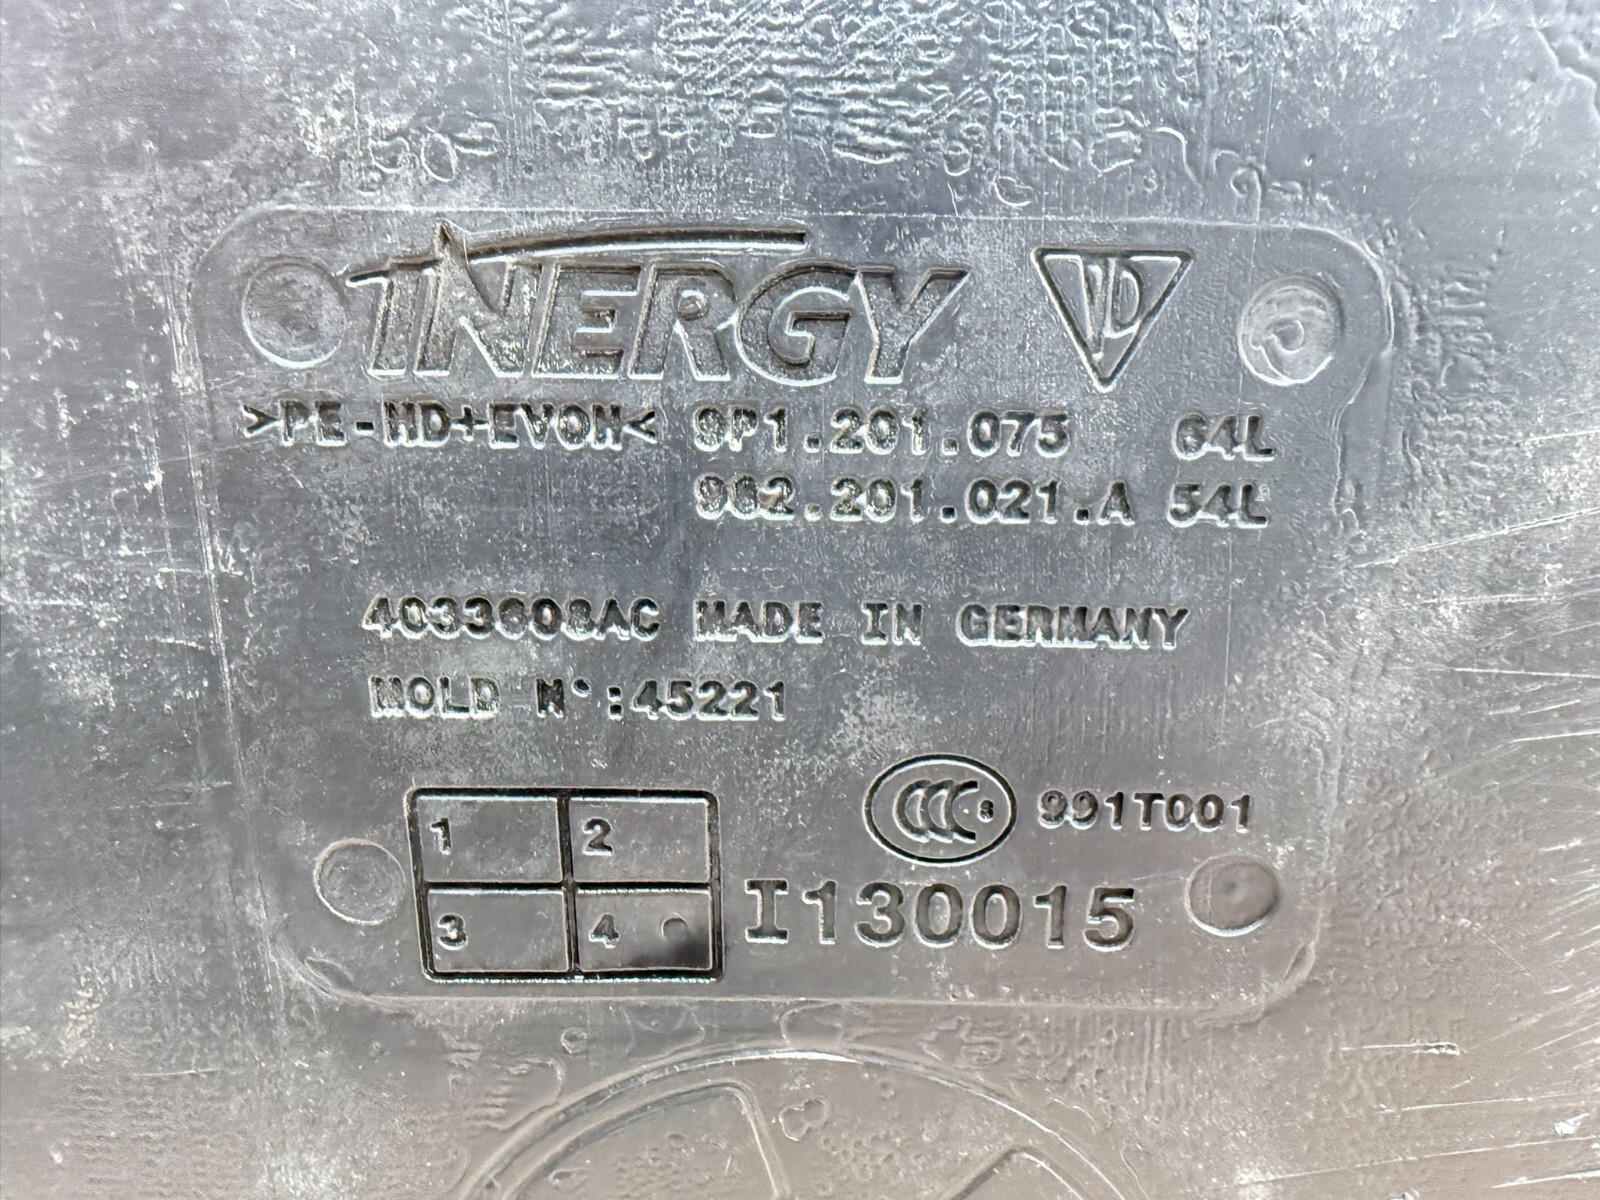 INERGY
>PE-HD+EVOH< 9P1.201.075 64L
982.201.021.A 54L
4033608AC MADE IN GERMANY
MOLD N°:45221
1 2
CCC S 991T001
3 4 I130015